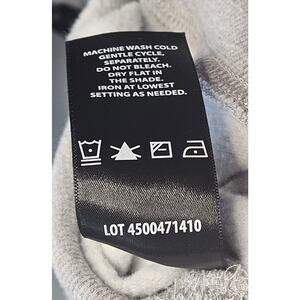 MACHINE WASH COLD
GENTLE CYCLE,
SEPARATELY.
DO NOT BLEACH.
DRY FLAT IN
THE SHADE.
IRON AT LOWEST
SETTING AS NEEDED.
LOT 4500471410